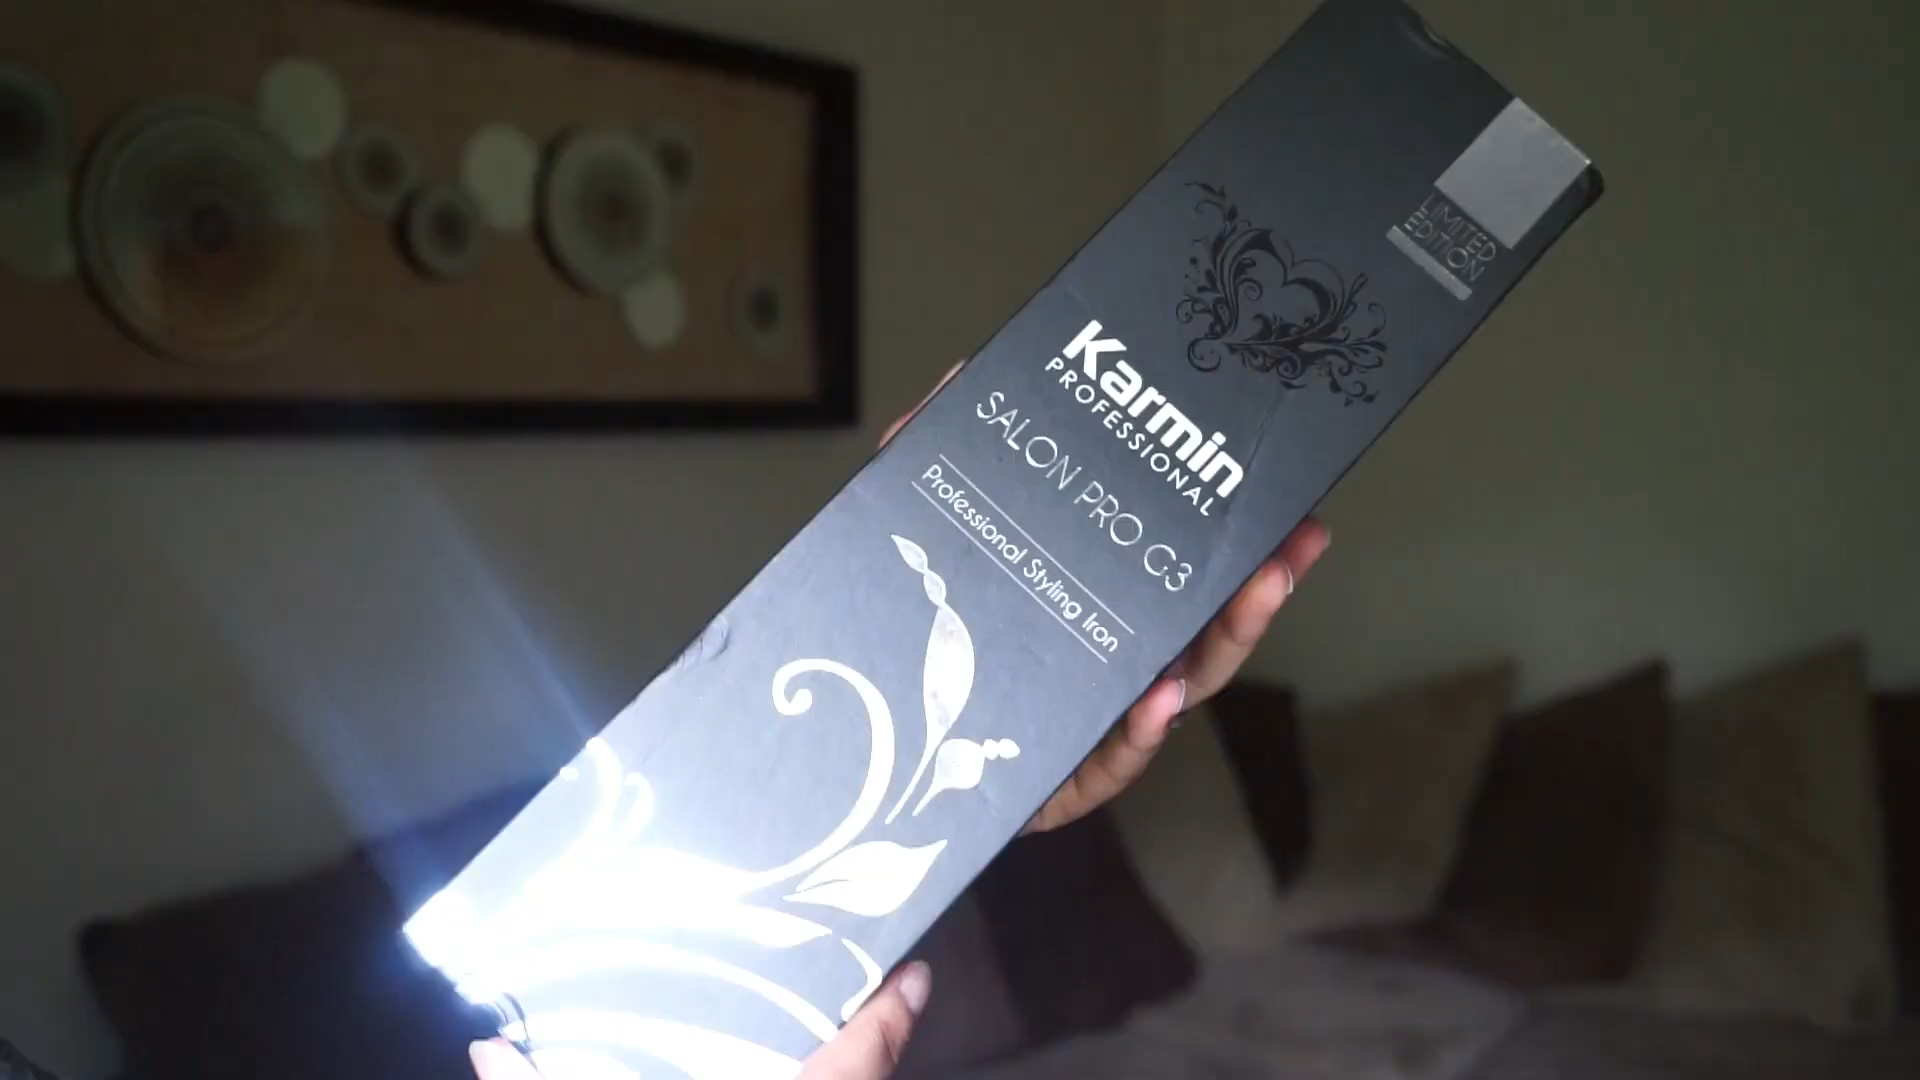 LIMITED
EDITION
Karmin
PROFESSIONAL
SALON PRO G3
Professional Styling Iron